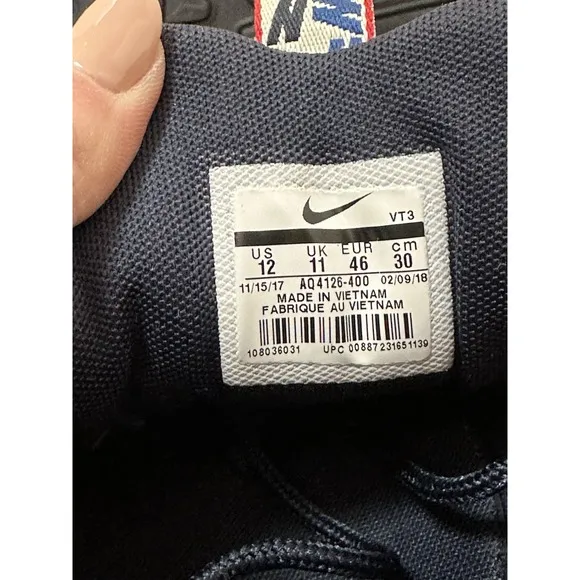 VT3
US UK EUR cm
12 11 46 30
11/15/17 AQ4126-400 02/09/18
MADE IN VIETNAM
FABRIQUE AU VIETNAM
108036031 UPC 00887231651139